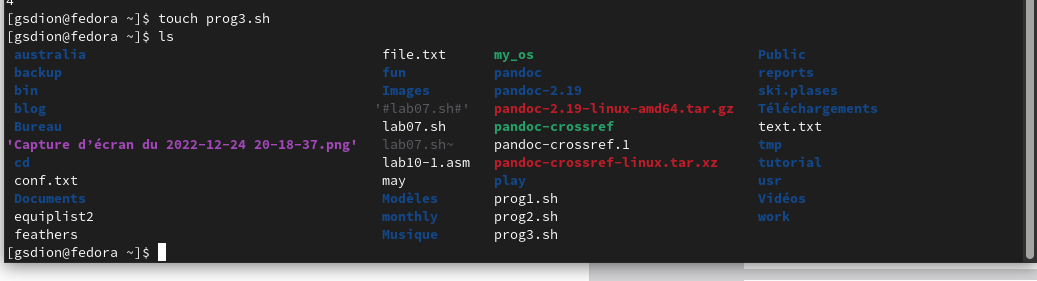 4
[gsdion@fedora ~]$ touch prog3.sh
[gsdion@fedora ~]$ ls
australia file.txt my_os Public
backup fun pandoc reports
bin Images pandoc-2.19 ski.plases
blog '#lab07.sh#' pandoc-2.19-linux-amd64.tar.gz Téléchargements
Bureau lab07.sh pandoc-crossref text.txt
'Capture d’écran du 2022-12-24 20-18-37.png' lab07.sh~ pandoc-crossref.1 tmp
cd lab10-1.asm pandoc-crossref-linux.tar.xz tutorial
conf.txt may play usr
Documents Modèles prog1.sh Vidéos
equiplist2 monthly prog2.sh work
feathers Musique prog3.sh
[gsdion@fedora ~]$